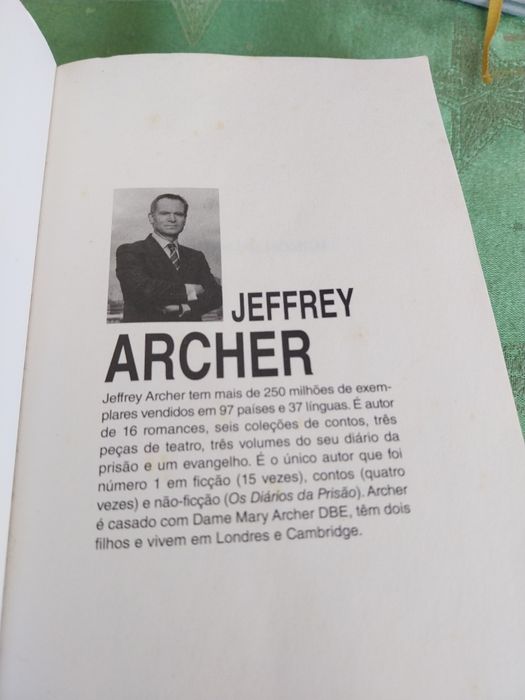 JEFFREY
ARCHER
Jeffrey Archer tem mais de 250 milhões de exem-
plares vendidos em 97 países e 37 línguas. É autor
de 16 romances, seis coleções de contos, três
peças de teatro, três volumes do seu diário da
prisão e um evangelho. É o único autor que foi
número 1 em ficção (15 vezes), contos (quatro
vezes) e não-ficção (Os Diários da Prisão). Archer
é casado com Dame Mary Archer DBE, têm dois
filhos e vivem em Londres e Cambridge.